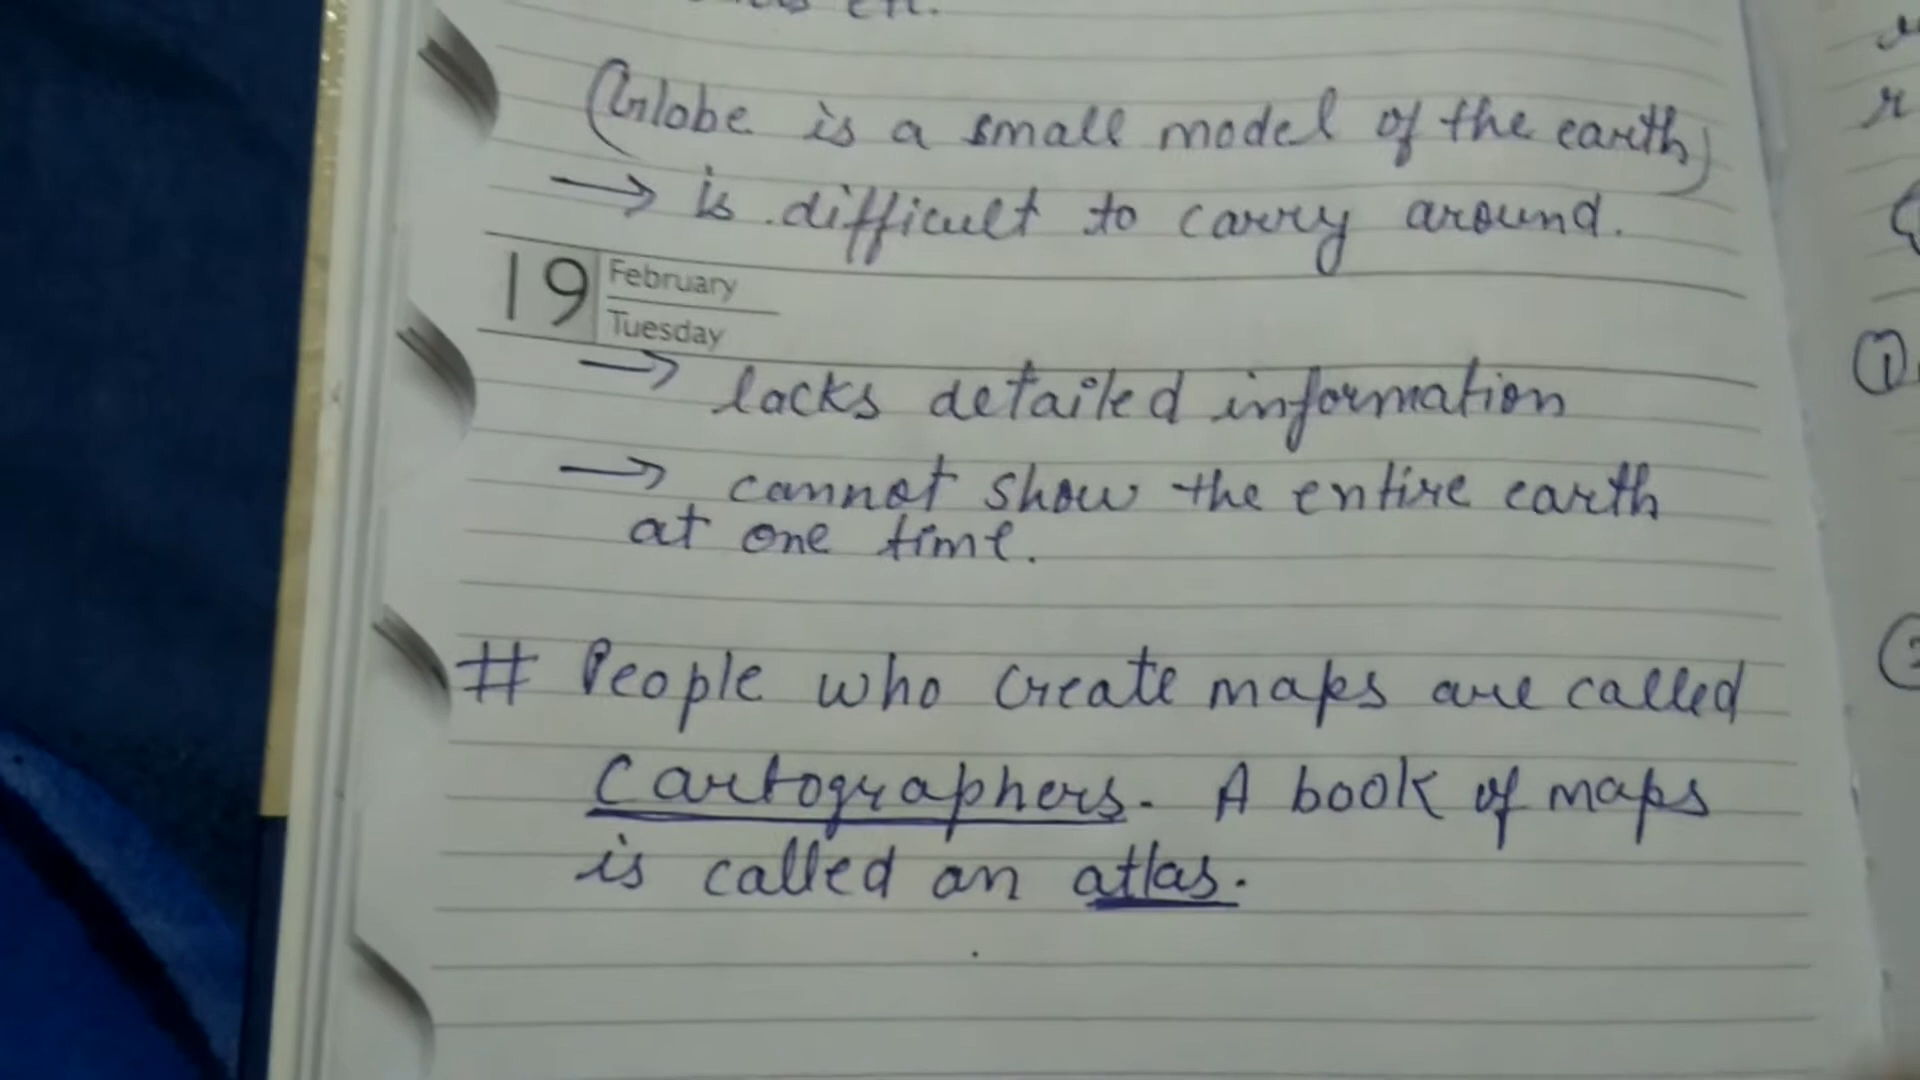 etc.
(Globe is a small model of the earth)
→ is difficult to carry around.
19 February
Tuesday
→ lacks detailed information
→ cannot show the entire earth
at one time.
# People who create maps are called
Cartographers. A book of maps
is called an atlas.
①